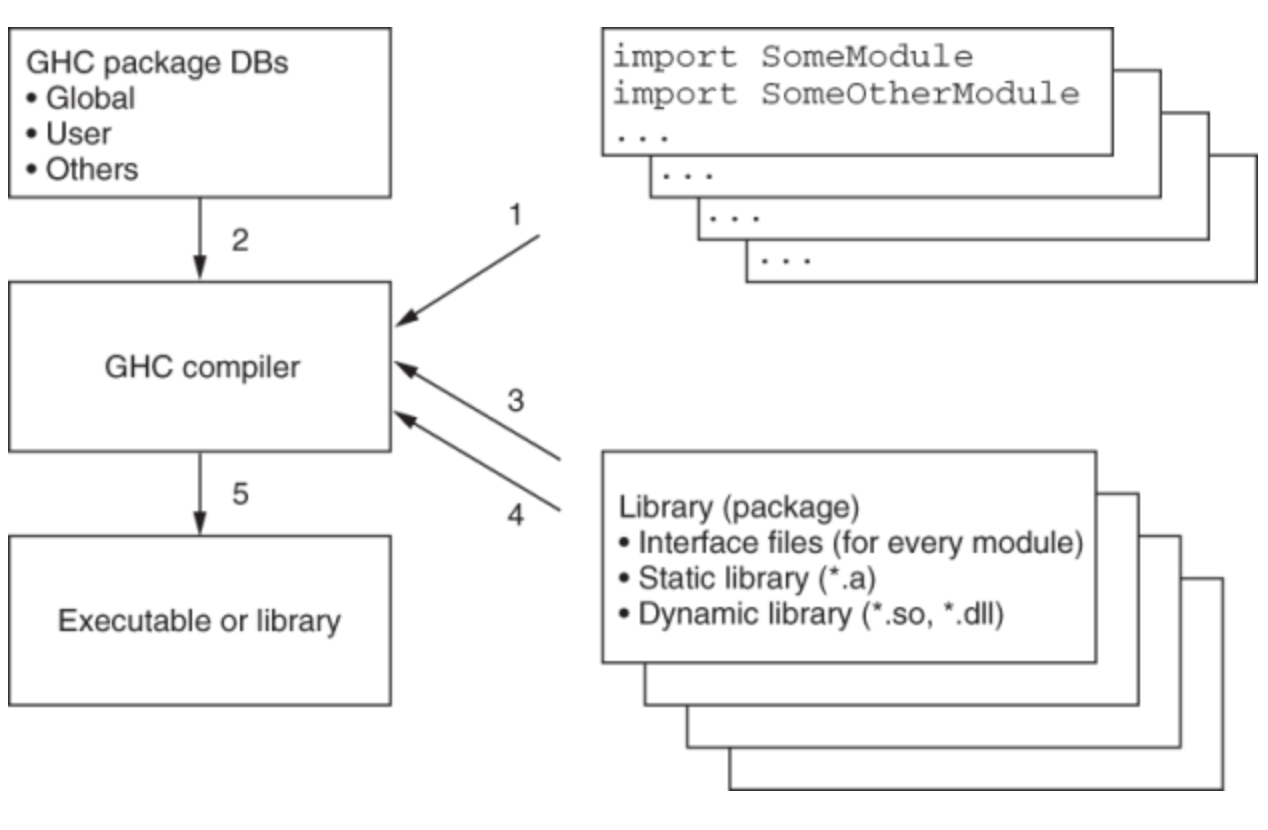 GHC package DBs
• Global
• User
• Others
import SomeModule
import SomeOtherModule
...
...
...
...
1
2
GHC compiler
3
4
5
Library (package)
• Interface files (for every module)
• Static library (*.a)
• Dynamic library (*.so, *.dll)
Executable or library